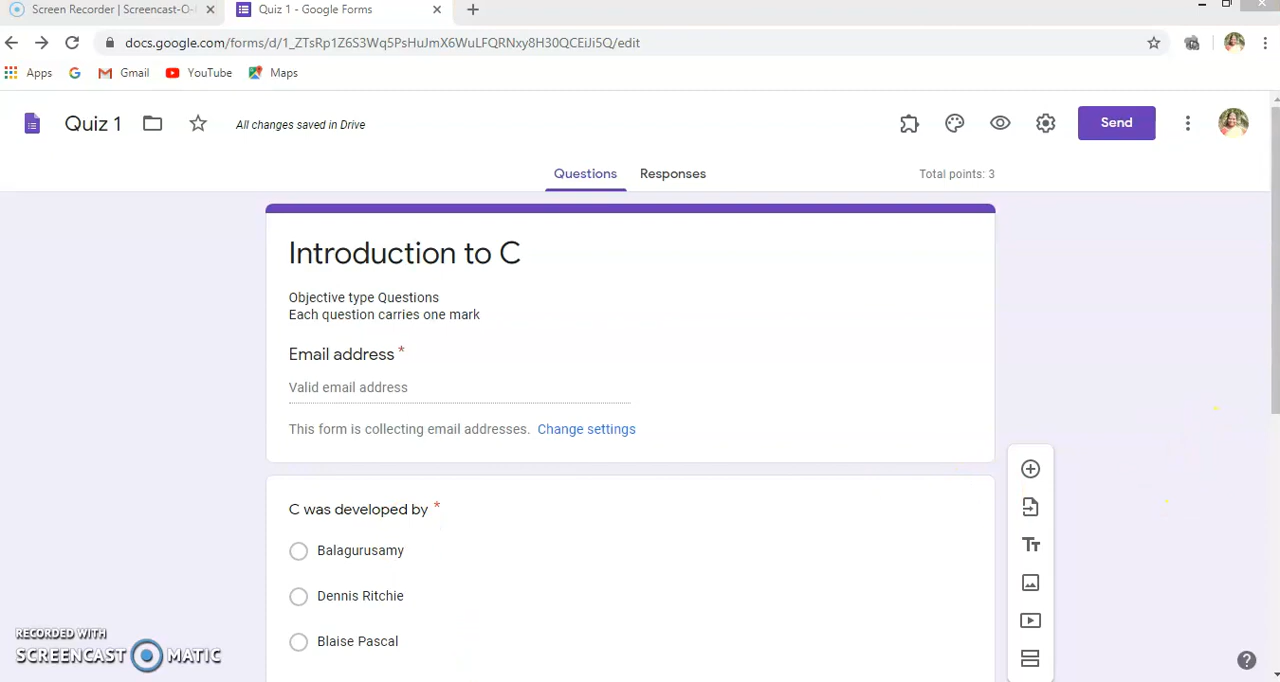 Screen Recorder | Screencast-O-
Quiz 1 - Google Forms
docs.google.com/forms/d/1_ZTsRp1Z6S3Wq5PsHuJmX6WuLFQRNxy8H30QCEiJi5Q/edit
Apps
Gmail
YouTube
Maps
Quiz 1
All changes saved in Drive
Send
Questions
Responses
Total points: 3
Introduction to C
Objective type Questions
Each question carries one mark
Email address *
Valid email address
This form is collecting email addresses. Change settings
C was developed by *
Balagurusamy
Dennis Ritchie
Blaise Pascal
Tт
RECORDED WITH
SCREENCAST MATIC